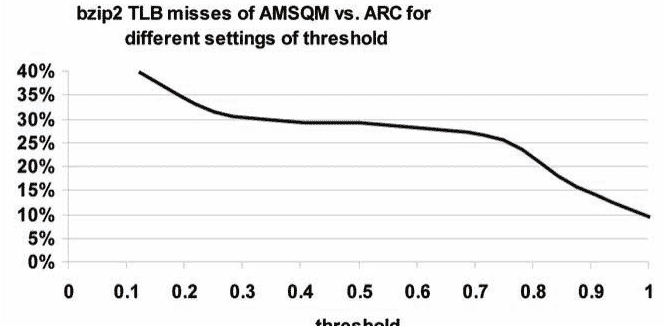 bzip2 TLB misses of AMSQM vs. ARC for
different settings of threshold
40%
35%
30%
25%
20%
15%
10%
5%
0%
0 0.1 0.2 0.3 0.4 0.5 0.6 0.7 0.8 0.9 1
threshold